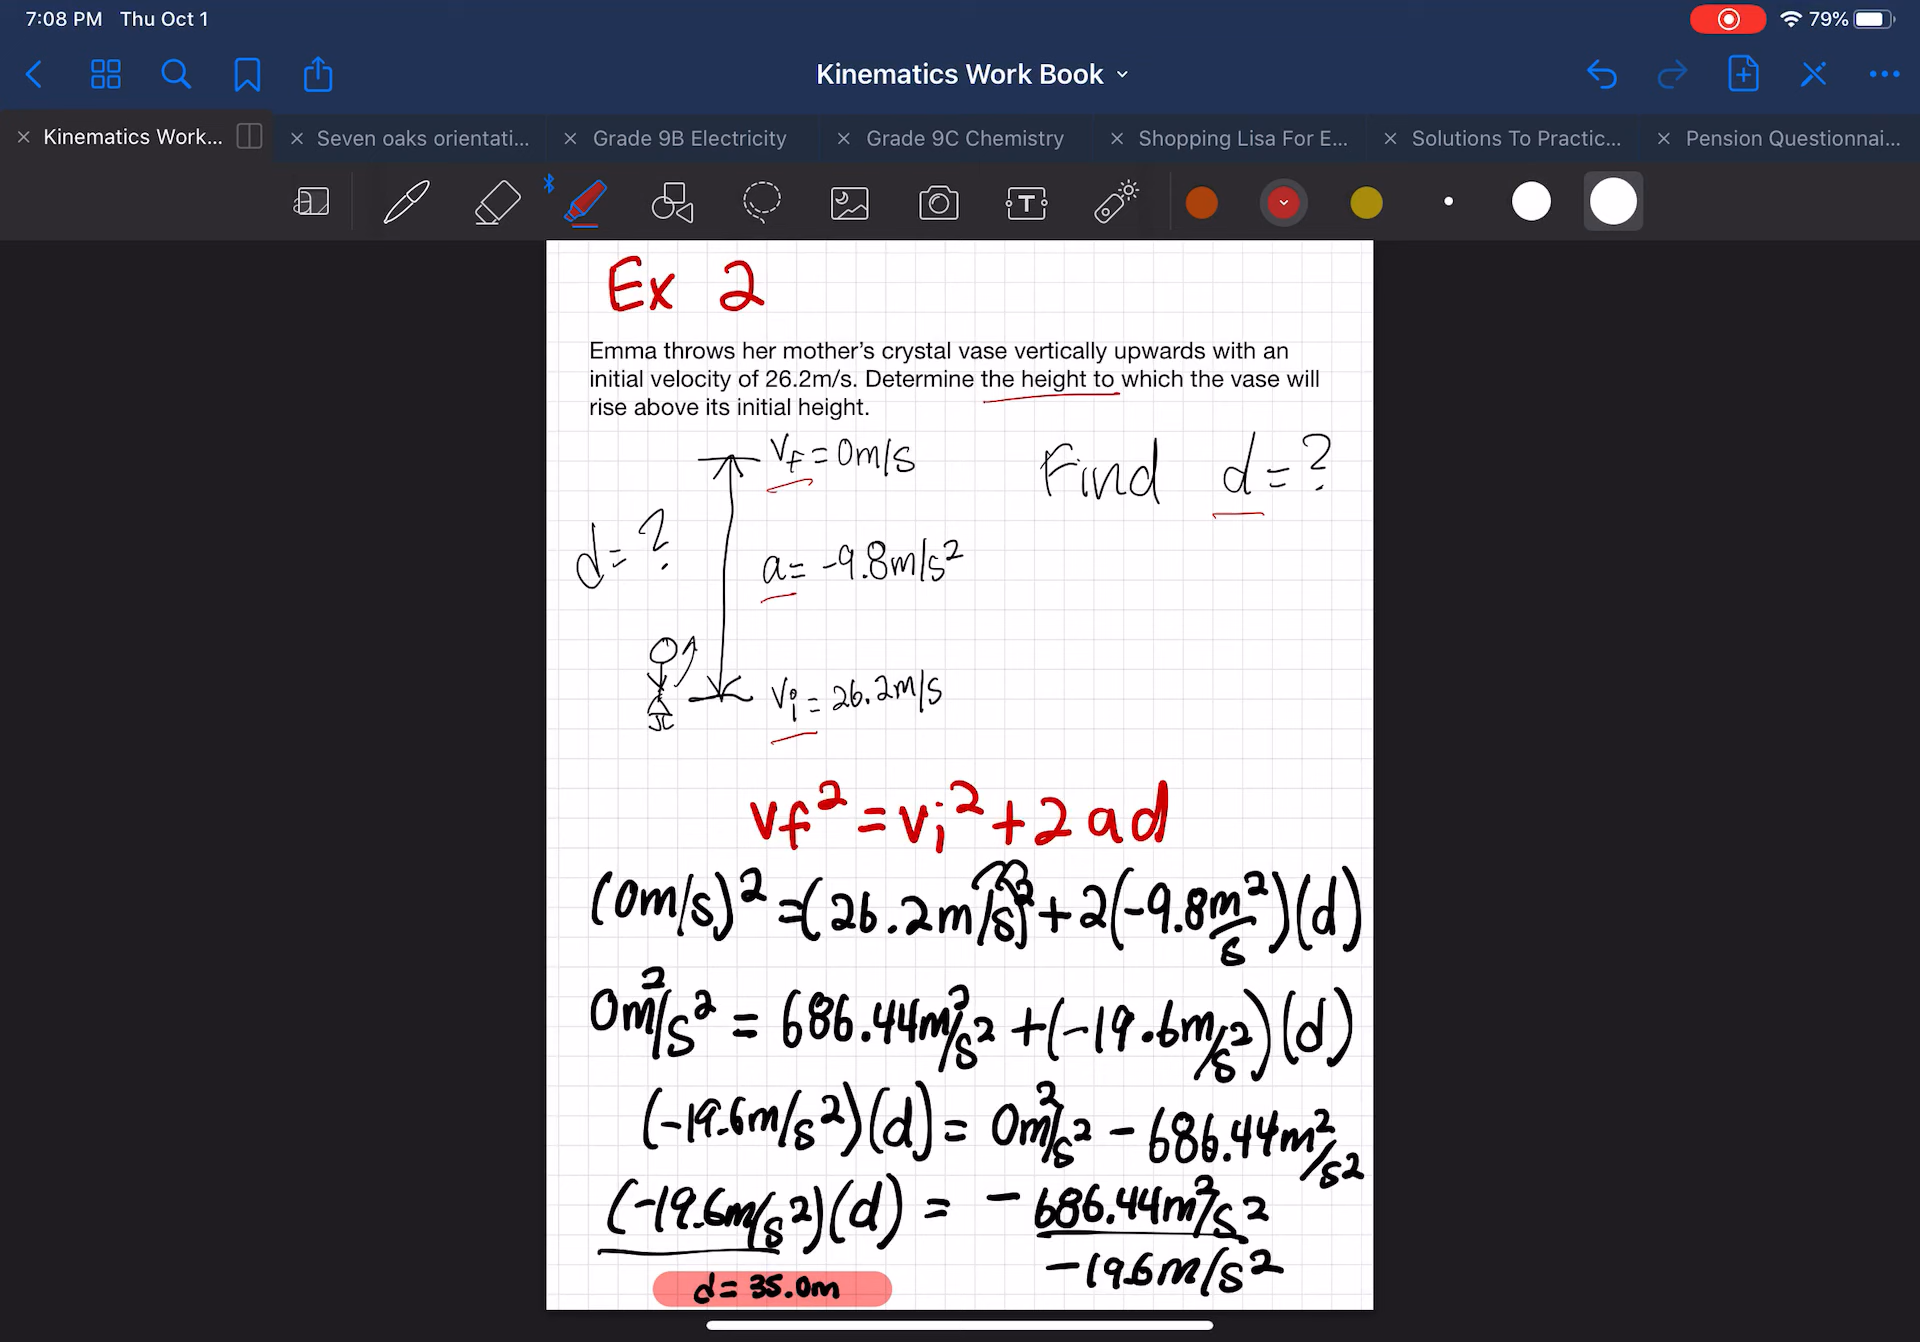 7:08 PM Thu Oct 1
79%
Kinematics Work Book
Kinematics Work...
Seven oaks orientati...
Grade 9B Electricity
Grade 9C Chemistry
Shopping Lisa For E...
Solutions To Practic...
Pension Questionnai...
Ex 2
Emma throws her mother's crystal vase vertically upwards with an
initial velocity of 26.2m/s. Determine the height to which the vase will
rise above its initial height.
vf = 0m/s
Find d = ?
d = ?
a = -9.8m/s²
vi = 26.2m/s
vf² = vi² + 2ad
(0m/s)² = (26.2m/s)² + 2(-9.8m²/s)(d)
0m²/s² = 686.44m²/s² + (-19.6m/s²)(d)
(-19.6m/s²)(d) = 0m²/s² - 686.44m²/s²
(-19.6m/s²)(d) = - 686.44m²/s²
-19.6m/s²
d = 35.0m